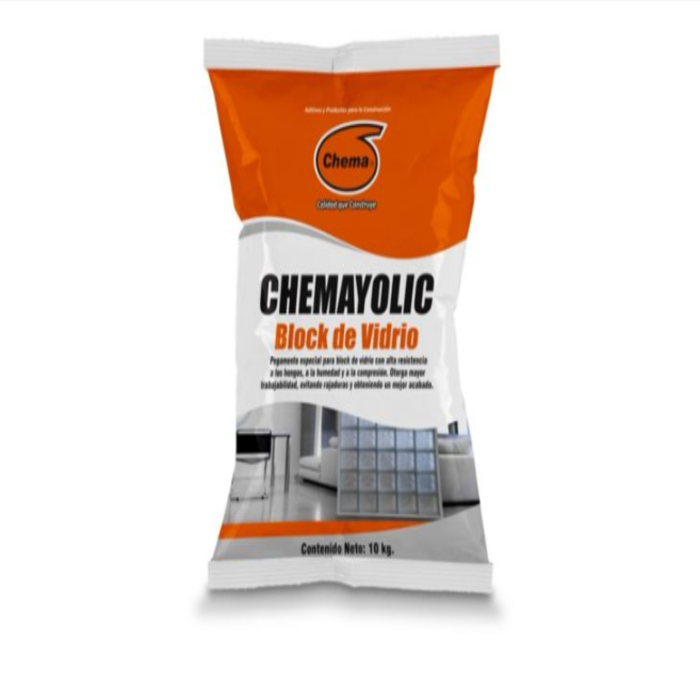 Aditivos y Productos para la Construcción
Chema
Calidad que Construye
CHEMAYOLIC
Block de Vidrio
Pegamento especial para block de vidrio con alta resistencia
a los hongos, a la humedad y a la compresión. Otorga mayor
trabajabilidad, evitando rajaduras y obteniendo un mejor acabado.
Contenido Neto: 10 kg.